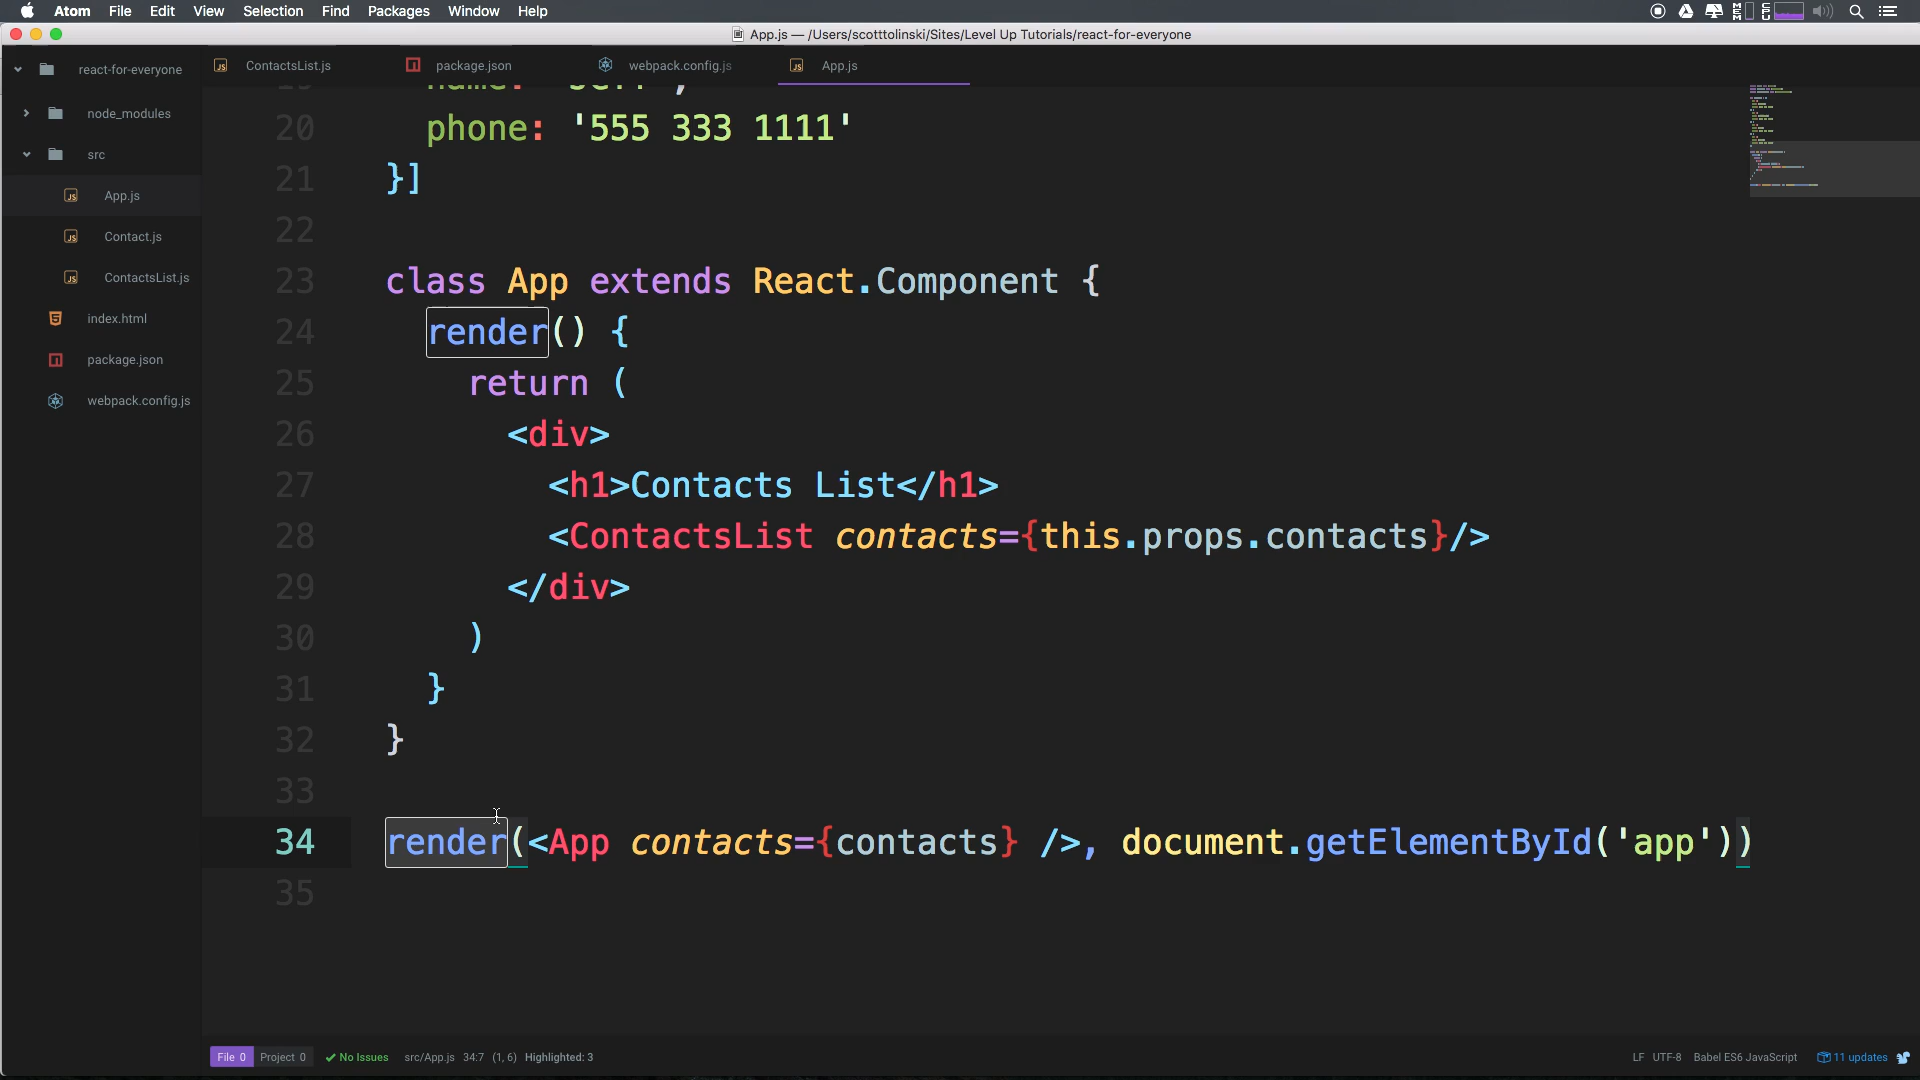 Atom File Edit View Selection Find Packages Window Help
App.js — /Users/scotttolinski/Sites/Level Up Tutorials/react-for-everyone
react-for-everyone
node_modules
src
App.js
Contact.js
ContactsList.js
index.html
package.json
webpack.config.js
ContactsList.js package.json webpack.config.js App.js
20 phone: '555 333 1111'
21 }]
22
23 class App extends React.Component {
24 render() {
25 return (
26 <div>
27 <h1>Contacts List</h1>
28 <ContactsList contacts={this.props.contacts}/>
29 </div>
30 )
31 }
32 }
33
34 render(<App contacts={contacts} />, document.getElementById('app'))
35
File 0 Project 0 No Issues src/App.js 34:7 (1, 6) Highlighted: 3 LF UTF-8 Babel ES6 JavaScript 11 updates